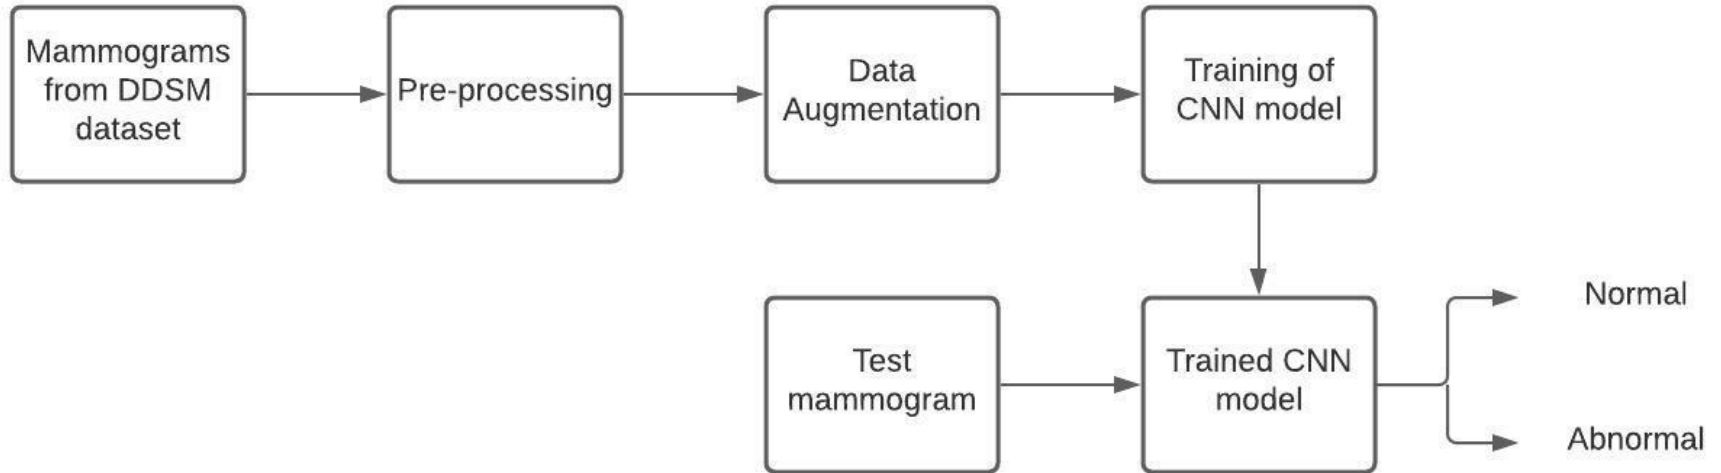 Mammograms
from DDSM
dataset
Pre-processing
Data
Augmentation
Training of
CNN model
Test
mammogram
Trained CNN
model
Normal
Abnormal